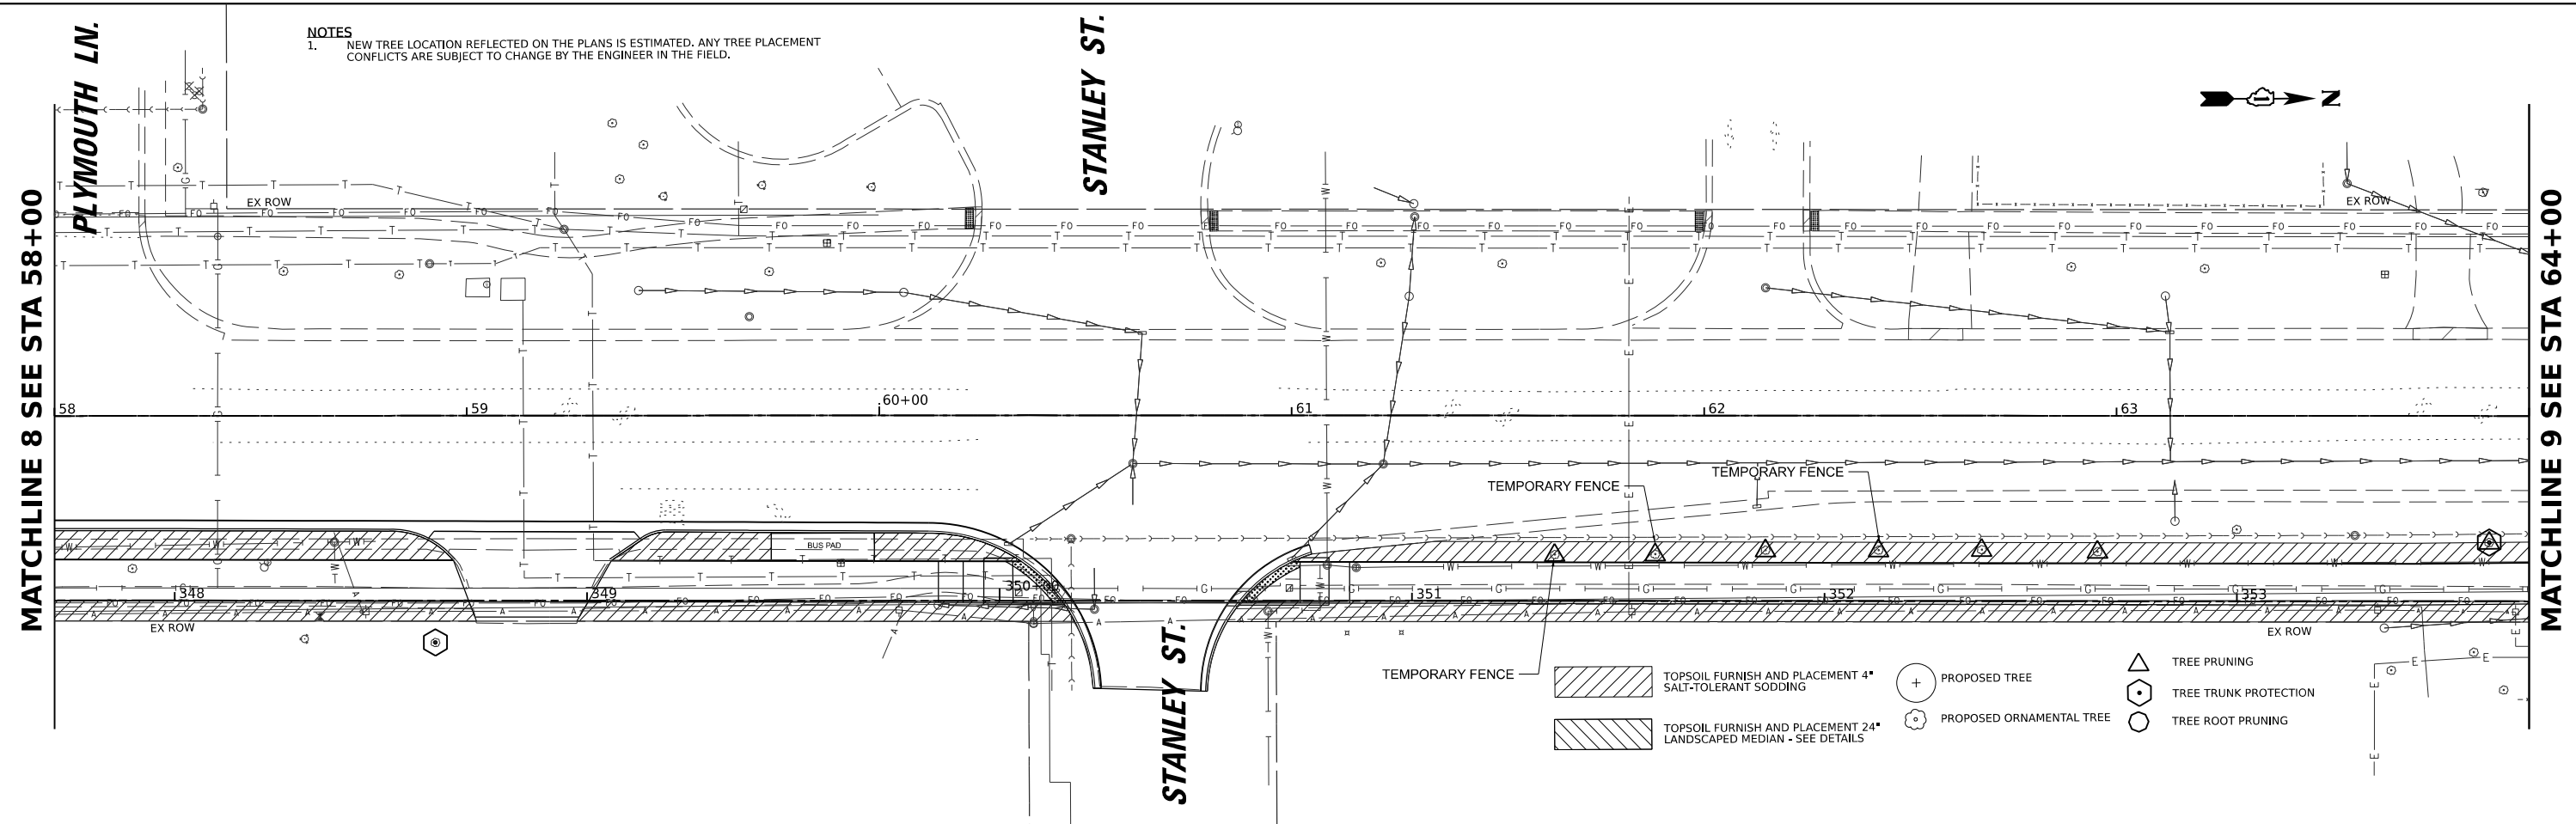 PLYMOUTH LN.
NOTES
1. NEW TREE LOCATION REFLECTED ON THE PLANS IS ESTIMATED. ANY TREE PLACEMENT
CONFLICTS ARE SUBJECT TO CHANGE BY THE ENGINEER IN THE FIELD.
STANLEY ST.
N
MATCHLINE 8 SEE STA 58+00
EX ROW
EX ROW
58
59
60+00
61
62
63
MATCHLINE 9 SEE STA 64+00
TEMPORARY FENCE
TEMPORARY FENCE
BUS PAD
348
349
351
352
353
EX ROW
EX ROW
STANLEY ST.
TEMPORARY FENCE
TOPSOIL FURNISH AND PLACEMENT 4"
SALT-TOLERANT SODDING
TOPSOIL FURNISH AND PLACEMENT 24"
LANDSCAPED MEDIAN - SEE DETAILS
PROPOSED TREE
PROPOSED ORNAMENTAL TREE
TREE PRUNING
TREE TRUNK PROTECTION
TREE ROOT PRUNING